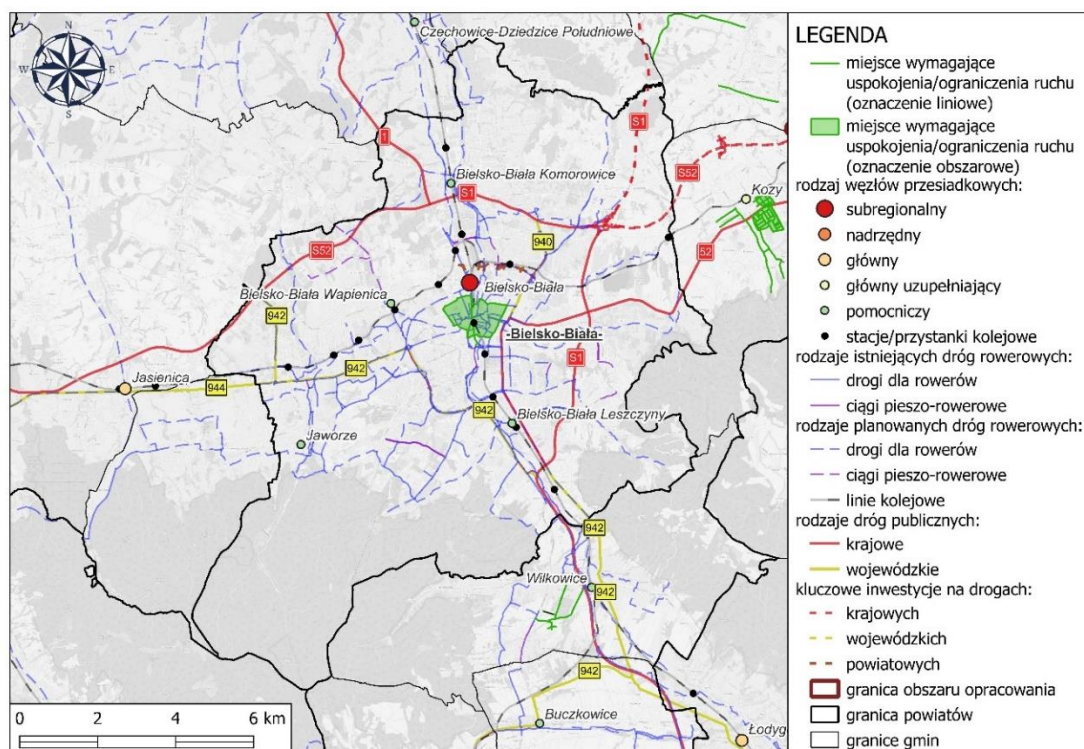 N
W
E
S
Czechowice-Dziedzice Południowe
1
S1
S52
Kozy
Bielsko-Biała Komorowice
S1
940
52
S52
Bielsko-Biała
Bielsko-Biała Wapienica
942
-Bielsko-Biała-
S1
942
Jasienica
944
942
Bielsko-Biała Leszczyny
Jaworze
942
Wilkowice
942
942
Buczkowice
Łodyg
0 2 4 6 km
LEGENDA
miejsce wymagające
uspokojenia/ograniczenia ruchu
(oznaczenie liniowe)
miejsce wymagające
uspokojenia/ograniczenia ruchu
(oznaczenie obszarowe)
rodzaj węzłów przesiadkowych:
subregionalny
nadrzędny
główny
główny uzupełniający
pomocniczy
stacje/przystanki kolejowe
rodzaje istniejących dróg rowerowych:
drogi dla rowerów
ciągi pieszo-rowerowe
rodzaje planowanych dróg rowerowych:
drogi dla rowerów
ciągi pieszo-rowerowe
linie kolejowe
rodzaje dróg publicznych:
krajowe
wojewódzkie
kluczowe inwestycje na drogach:
krajowych
wojewódzkich
powiatowych
granica obszaru opracowania
granica powiatów
granice gmin